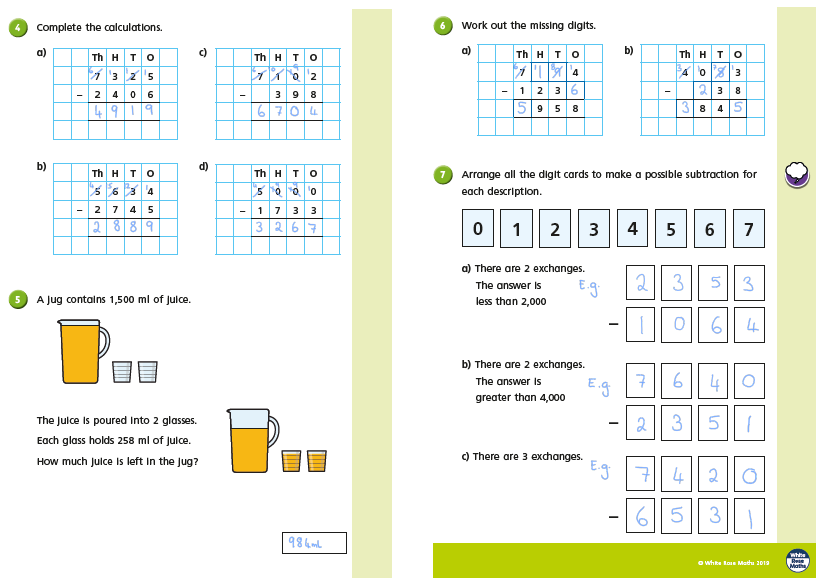 4 Complete the calculations.
a)
Th H T O
6 7 3 1 2 1 5
− 2 4 0 6
4 9 1 9
c)
Th H T O
7 1 0 2
− 3 9 8
6 7 0 4
b)
Th H T O
5 6 3 4
− 2 7 4 5
2 8 8 9
d)
Th H T O
5 0 0 0
− 1 7 3 3
3 2 6 7
5 A jug contains 1,500 ml of juice.
The juice is poured into 2 glasses.
Each glass holds 258 ml of juice.
How much juice is left in the jug?
984ml
6 Work out the missing digits.
a)
Th H T O
7 1 4
− 1 2 3 6
5 9 5 8
b)
Th H T O
4 0 8 3
− 2 3 8
3 8 4 5
7 Arrange all the digit cards to make a possible subtraction for
each description.
0 1 2 3 4 5 6 7
a) There are 2 exchanges.
The answer is
less than 2,000
E.g.
2 3 5 3
− 1 0 6 4
b) There are 2 exchanges.
The answer is
greater than 4,000
E.g.
7 6 4 0
− 2 3 5 1
c) There are 3 exchanges.
E.g.
7 4 2 0
− 6 5 3 1
© White Rose Maths 2019
White
Rose
Maths